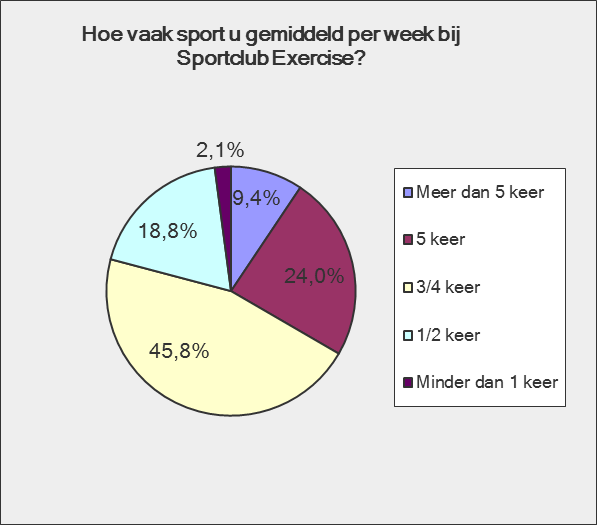 Hoe vaak sport u gemiddeld per week bij
Sportclub Exercise?
2,1%
9,4%
18,8%
24,0%
45,8%
Meer dan 5 keer
5 keer
3/4 keer
1/2 keer
Minder dan 1 keer